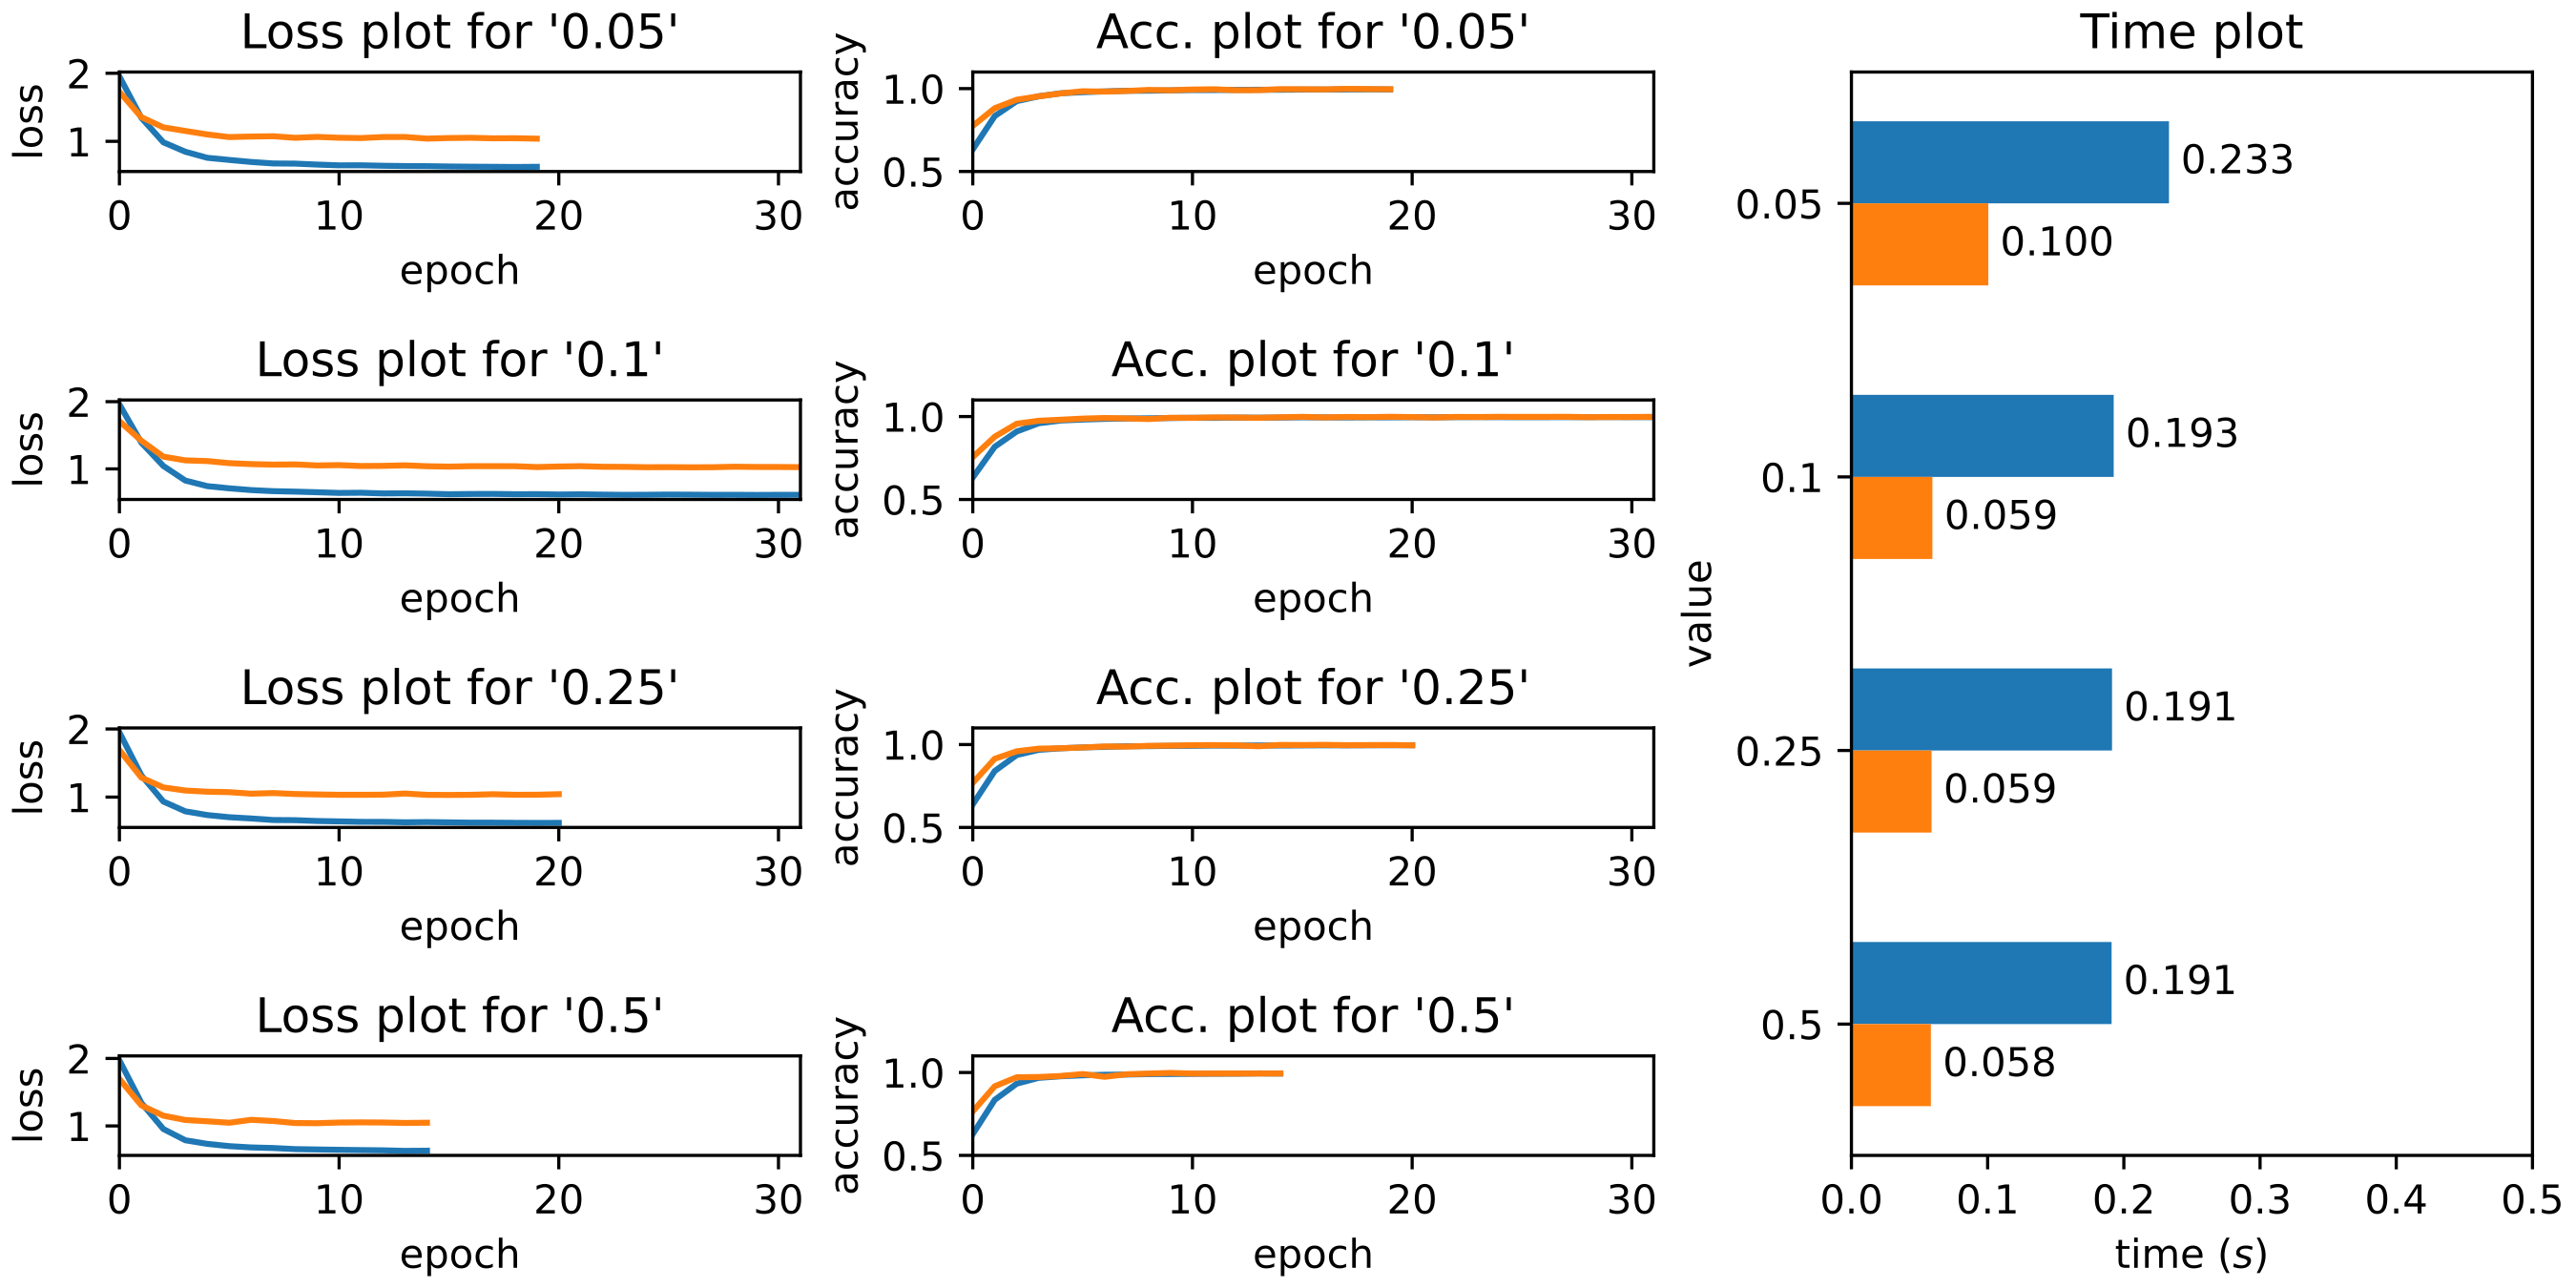 Loss plot for '0.05'
loss
2
1
0 10 20 30
epoch
Acc. plot for '0.05'
accuracy
1.0
0.5
0 10 20 30
epoch
Loss plot for '0.1'
loss
2
1
0 10 20 30
epoch
Acc. plot for '0.1'
accuracy
1.0
0.5
0 10 20 30
epoch
Loss plot for '0.25'
loss
2
1
0 10 20 30
epoch
Acc. plot for '0.25'
accuracy
1.0
0.5
0 10 20 30
epoch
Loss plot for '0.5'
loss
2
1
0 10 20 30
epoch
Acc. plot for '0.5'
accuracy
1.0
0.5
0 10 20 30
epoch
Time plot
value
0.233
0.05
0.100
0.193
0.1
0.059
0.191
0.25
0.059
0.191
0.5
0.058
0.0 0.1 0.2 0.3 0.4 0.5
time (s)